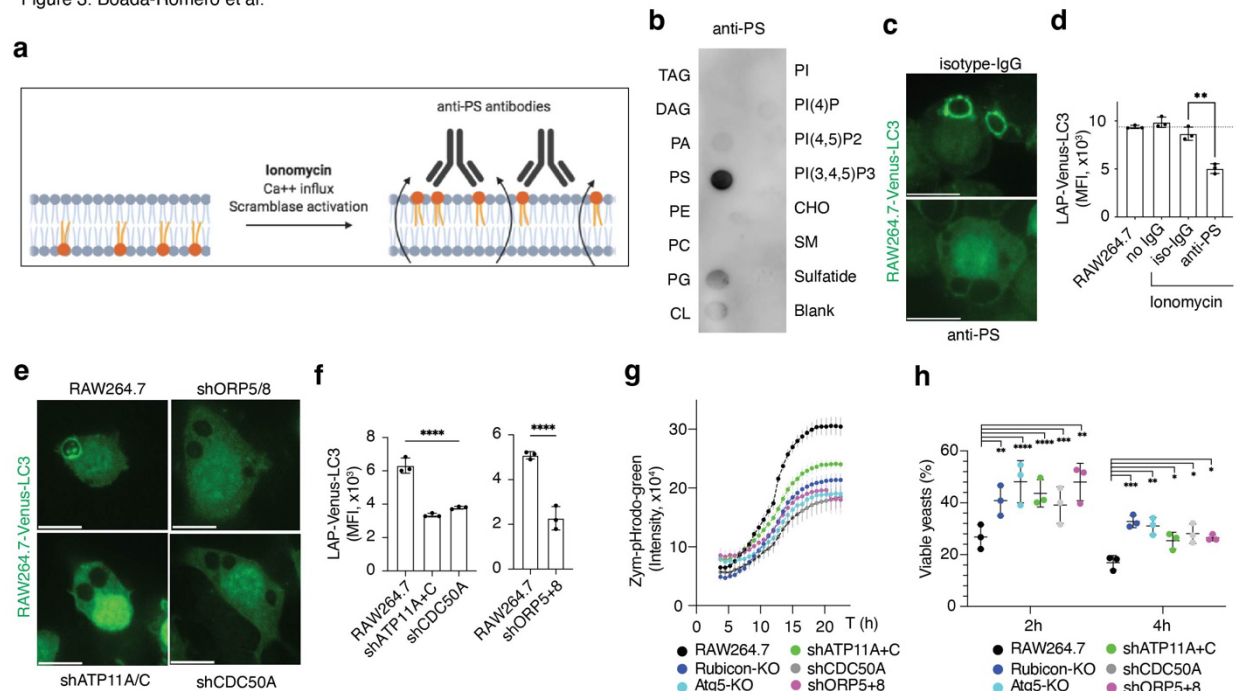 Figure 3. Boada-Romero et al.
a
anti-PS antibodies
Ionomycin
Ca++ influx
Scramblase activation
b
anti-PS
TAG
DAG
PA
PS
PE
PC
PG
CL
PI
PI(4)P
PI(4,5)P2
PI(3,4,5)P3
CHO
SM
Sulfatide
Blank
c
isotype-IgG
RAW264.7-Venus-LC3
anti-PS
d
**
LAP-Venus-LC3
(MFI, x10³)
10
5
0
RAW264.7
no IgG
iso-IgG
anti-PS
Ionomycin
e
RAW264.7
shORP5/8
RAW264.7-Venus-LC3
shATP11A/C
shCDC50A
f
LAP-Venus-LC3
(MFI, x10³)
8
6
4
2
0
****
RAW264.7
shATP11A+C
shCDC50A
6
4
2
0
****
RAW264.7
shORP5+8
g
Zym-pHrodo-green
(Intensity, x10⁴)
30
20
10
0
0 5 10 15 20 T (h)
RAW264.7
Rubicon-KO
Atg5-KO
shATP11A+C
shCDC50A
shORP5+8
h
Viable yeasts (%)
60
40
20
0
** **** **** *** **
*** ** * * *
2h 4h
RAW264.7
Rubicon-KO
Atg5-KO
shATP11A+C
shCDC50A
shORP5+8